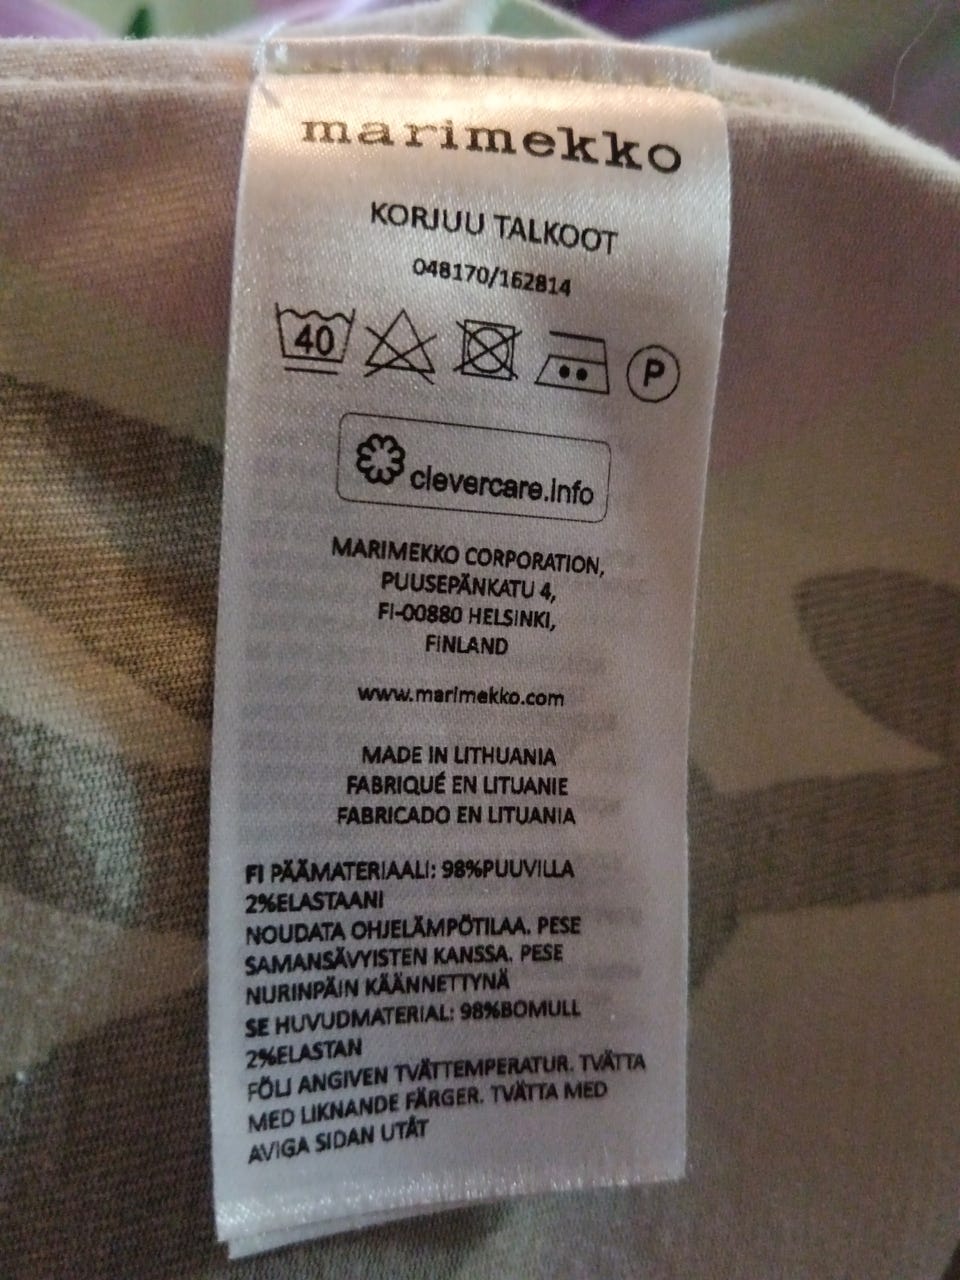 marimekko
KORJUU TALKOOT
048170/162814
40
P
clevercare.info
MARIMEKKO CORPORATION,
PUUSEPÄNKATU 4,
FI-00880 HELSINKI,
FINLAND
www.marimekko.com
MADE IN LITHUANIA
FABRIQUÉ EN LITUANIE
FABRICADO EN LITUANIA
FI PÄÄMATERIAALI: 98%PUUVILLA
2%ELASTAANI
NOUDATA OHJELÄMPÖTILAA. PESE
SAMANSÄVYISTEN KANSSA. PESE
NURINPÄIN KÄÄNNETTYNÄ
SE HUVUDMATERIAL: 98%BOMULL
2%ELASTAN
FÖLJ ANGIVEN TVÄTTEMPERATUR. TVÄTTA
MED LIKNANDE FÄRGER. TVÄTTA MED
AVIGA SIDAN UTÅT